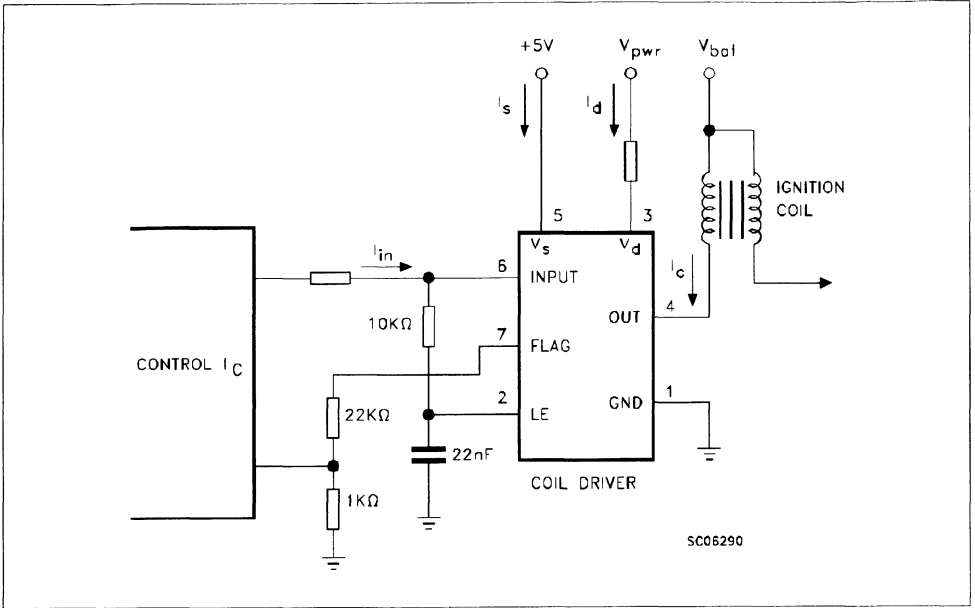 +5V
Vpwr
Vbat
Is
Id
IGNITION
COIL
5
3
Vs
Vd
Iin
6
INPUT
Ic
4
OUT
10KΩ
7
FLAG
CONTROL IC
22KΩ
2
LE
GND
1
22nF
COIL DRIVER
1KΩ
SC06290